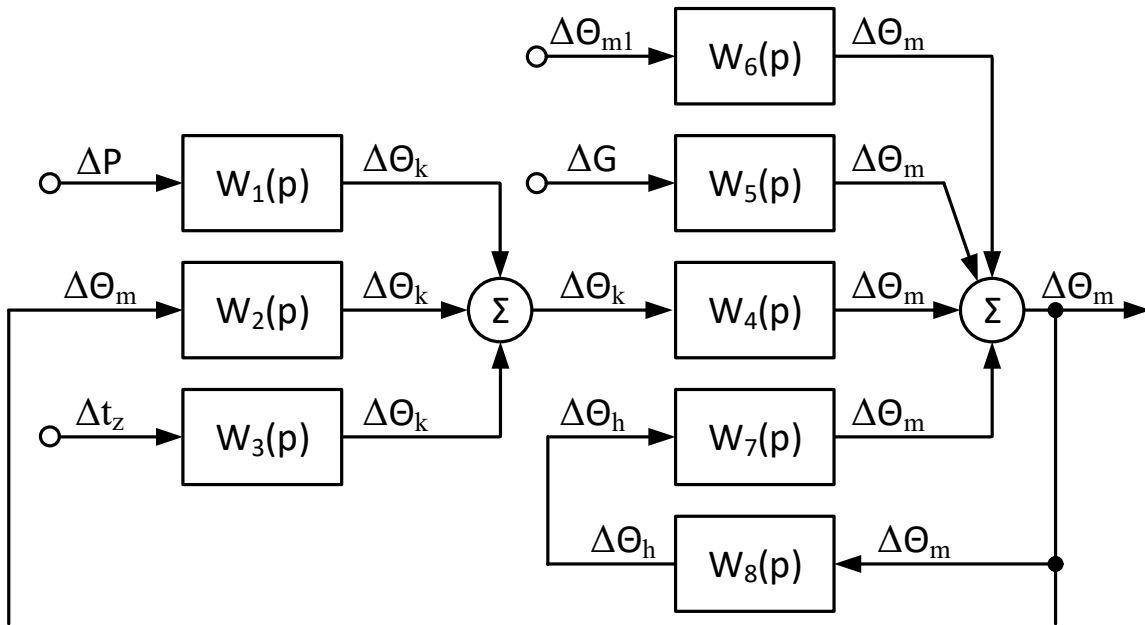 ΔΘₘ₁ W₆(p) ΔΘₘ
ΔP W₁(p) ΔΘₖ ΔG W₅(p) ΔΘₘ
ΔΘₘ W₂(p) ΔΘₖ Σ ΔΘₖ W₄(p) ΔΘₘ Σ ΔΘₘ
Δt_z W₃(p) ΔΘₖ ΔΘₕ W₇(p) ΔΘₘ
ΔΘₕ W₈(p) ΔΘₘ